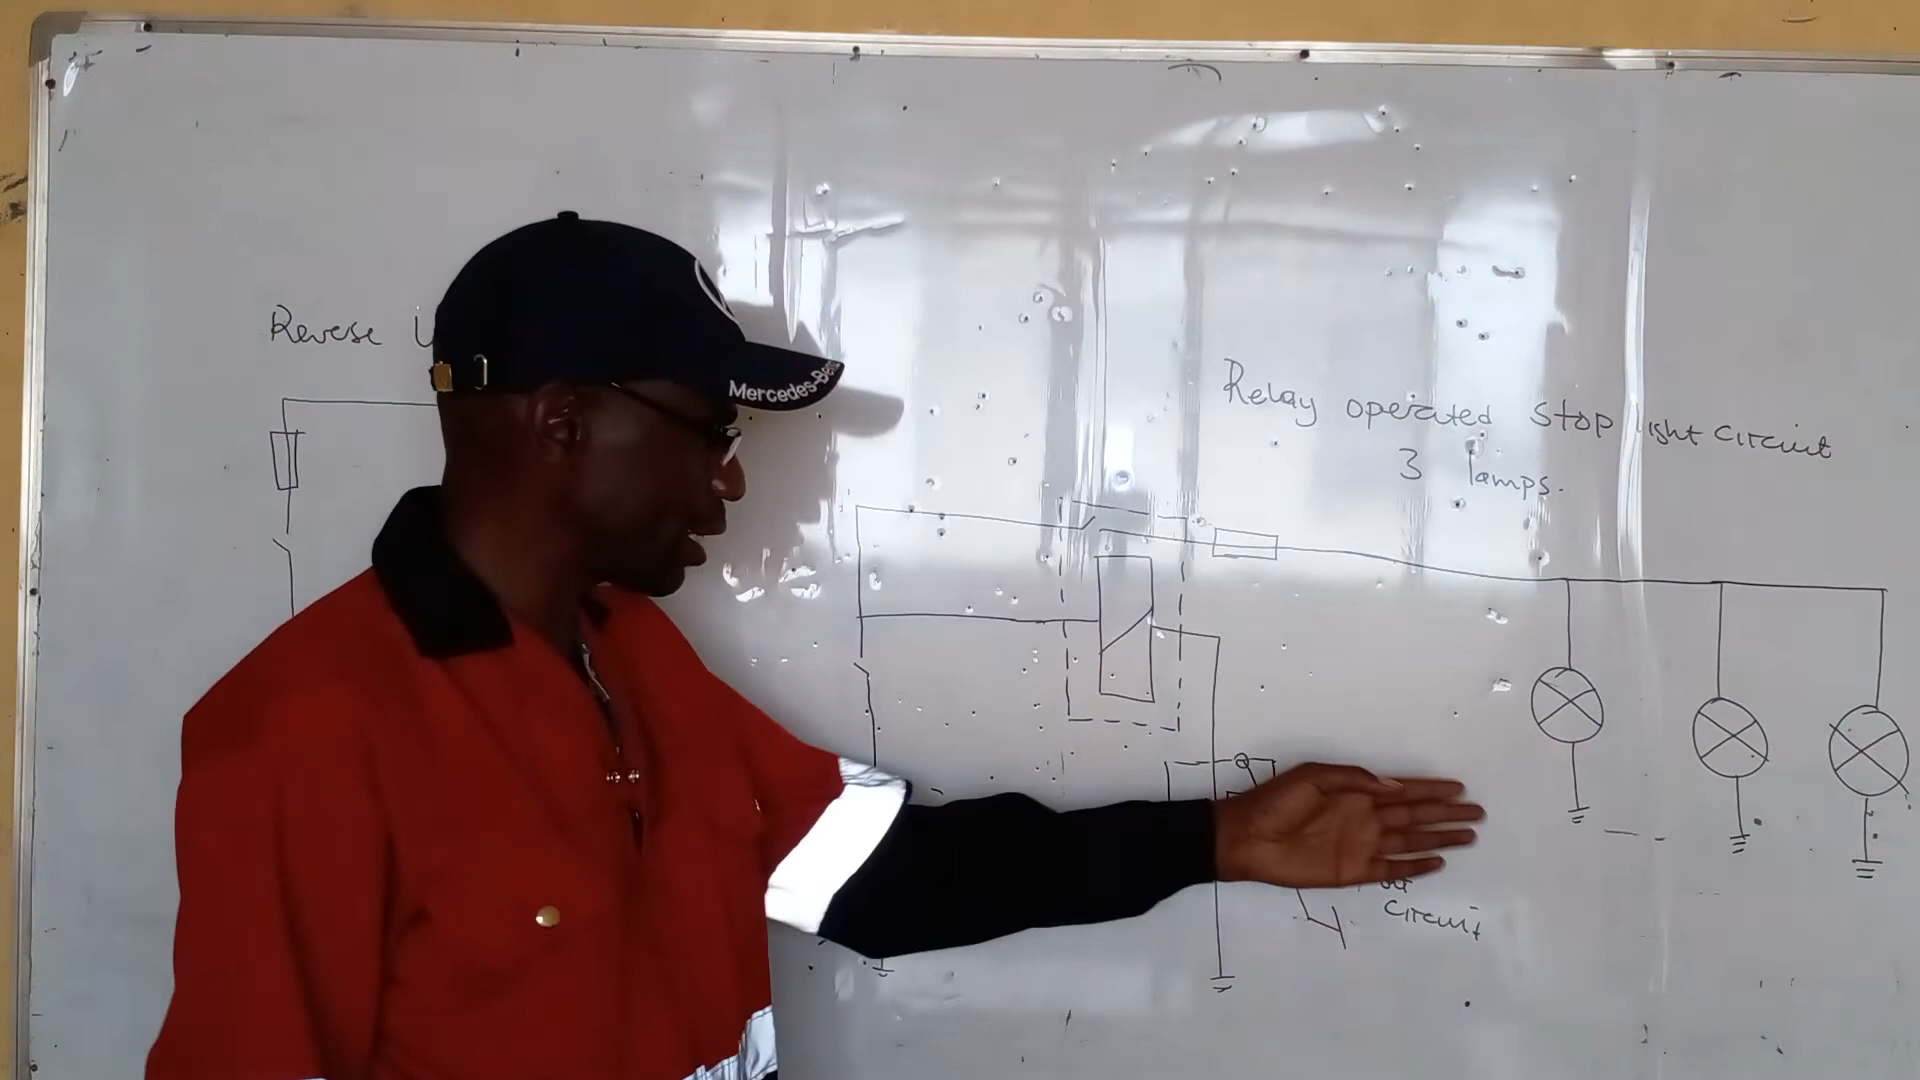 Reverse
Mercedes-Benz
Relay operated Stop light circuit
3 lamps.
circuit